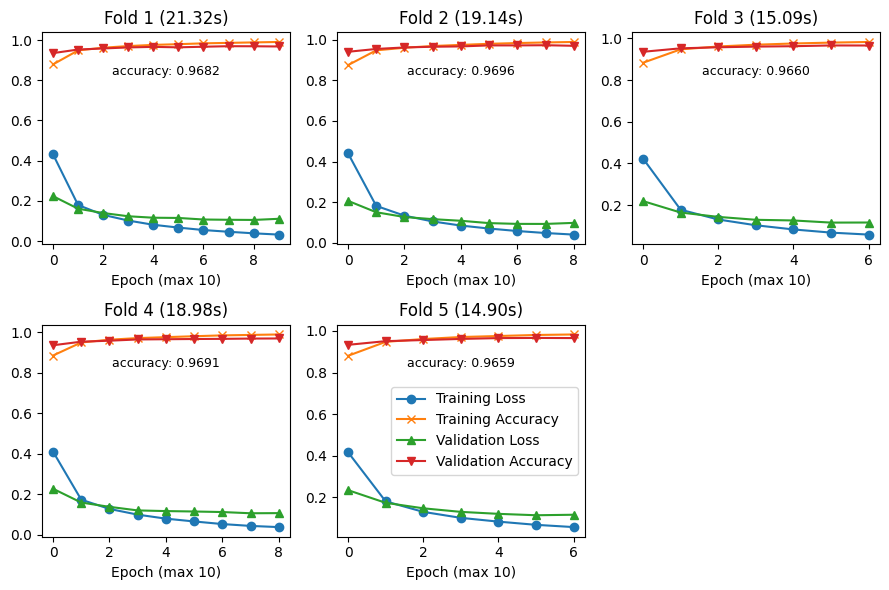 Fold 1 (21.32s)
1.0
0.8
0.6
0.4
0.2
0.0
accuracy: 0.9682
0 2 4 6 8
Epoch (max 10)
Fold 2 (19.14s)
1.0
0.8
0.6
0.4
0.2
0.0
accuracy: 0.9696
0 2 4 6 8
Epoch (max 10)
Fold 3 (15.09s)
1.0
0.8
0.6
0.4
0.2
accuracy: 0.9660
0 2 4 6
Epoch (max 10)
Fold 4 (18.98s)
1.0
0.8
0.6
0.4
0.2
0.0
accuracy: 0.9691
0 2 4 6 8
Epoch (max 10)
Fold 5 (14.90s)
1.0
0.8
0.6
0.4
0.2
accuracy: 0.9659
Training Loss
Training Accuracy
Validation Loss
Validation Accuracy
0 2 4 6
Epoch (max 10)